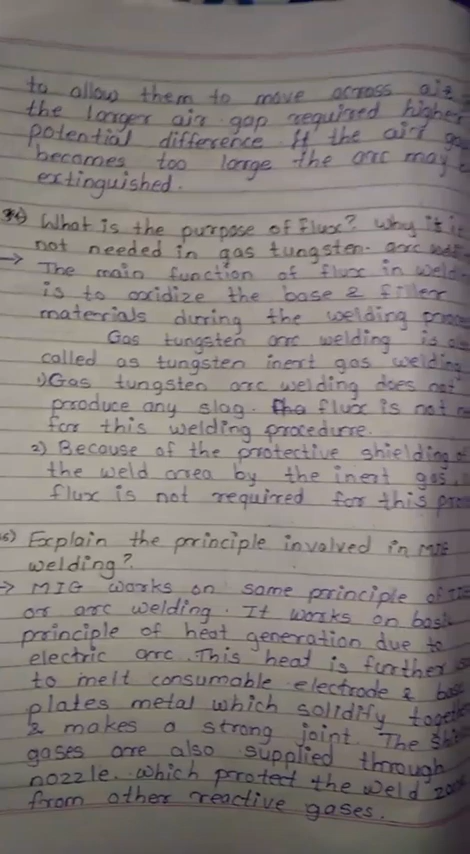 to allow them to move across air
the larger air gap required higher
potential difference. If the air gap
becomes too large the arc may
extinguished.
What is the purpose of flux? Why it is
not needed in gas tungsten arc
→ The main function of flux in
is to oxidize the base & filler
materials during the welding
Gas tungsten arc welding is
called as tungsten inert gas welding
1) Gas tungsten arc welding does not
produce any slag. flux is not
for this welding procedure.
2) Because of the protective shielding
the weld area by the inert gas,
flux is not required for this
Explain the principle involved in MIG
welding?
→ MIG works on same principle of
or arc welding. It works on
principle of heat generation due to
electric arc. This heat is further
to melt consumable electrode &
plates metal which solidify
& makes a strong joint. The
gases are also supplied through
nozzle. which protect the weld
from other reactive gases.